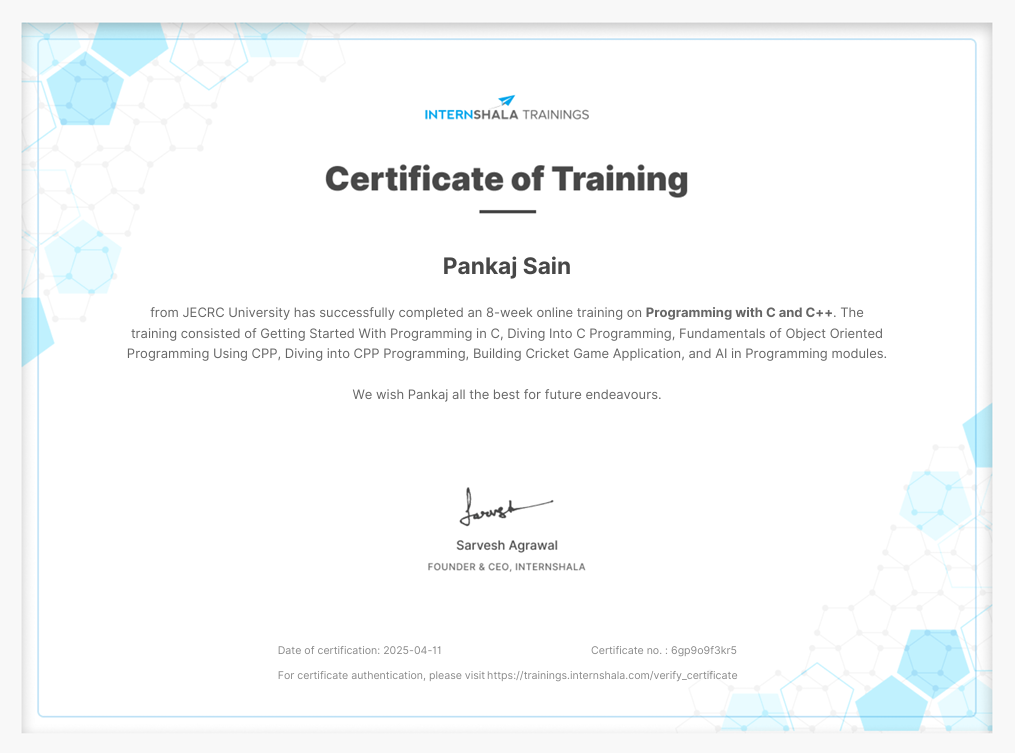 INTERNSHALA TRAININGS
Certificate of Training
Pankaj Sain
from JECRC University has successfully completed an 8-week online training on Programming with C and C++. The
training consisted of Getting Started With Programming in C, Diving Into C Programming, Fundamentals of Object Oriented
Programming Using CPP, Diving into CPP Programming, Building Cricket Game Application, and AI in Programming modules.
We wish Pankaj all the best for future endeavours.
Sarvesh
Sarvesh Agrawal
FOUNDER & CEO, INTERNSHALA
Date of certification: 2025-04-11 Certificate no. : 6gp9o9f3kr5
For certificate authentication, please visit https://trainings.internshala.com/verify_certificate